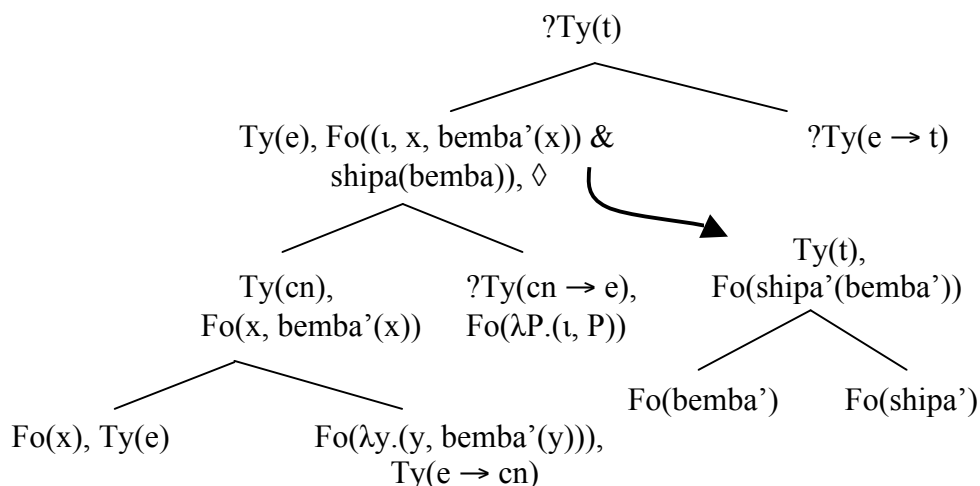 ?Ty(t)
Ty(e), Fo((ι, x, bemba’(x)) &
shipa(bemba)), ◊
?Ty(e → t)
Ty(t),
Fo(shipa’(bemba’))
Ty(cn),
Fo(x, bemba’(x))
?Ty(cn → e),
Fo(λP.(ι, P))
Fo(bemba’)
Fo(shipa’)
Fo(x), Ty(e)
Fo(λy.(y, bemba’(y))),
Ty(e → cn)